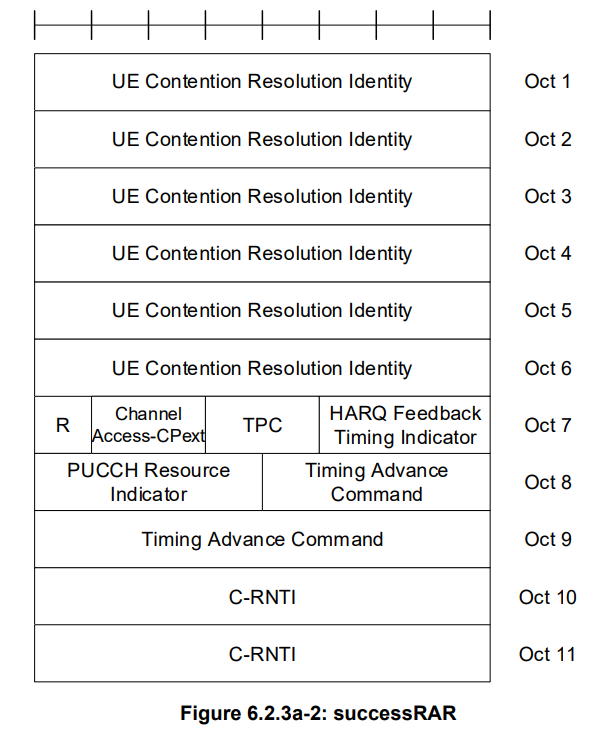 UE Contention Resolution Identity Oct 1
UE Contention Resolution Identity Oct 2
UE Contention Resolution Identity Oct 3
UE Contention Resolution Identity Oct 4
UE Contention Resolution Identity Oct 5
UE Contention Resolution Identity Oct 6
R
Channel
Access-CPext
TPC
HARQ Feedback
Timing Indicator
Oct 7
PUCCH Resource
Indicator
Timing Advance
Command
Oct 8
Timing Advance Command Oct 9
C-RNTI Oct 10
C-RNTI Oct 11
Figure 6.2.3a-2: successRAR